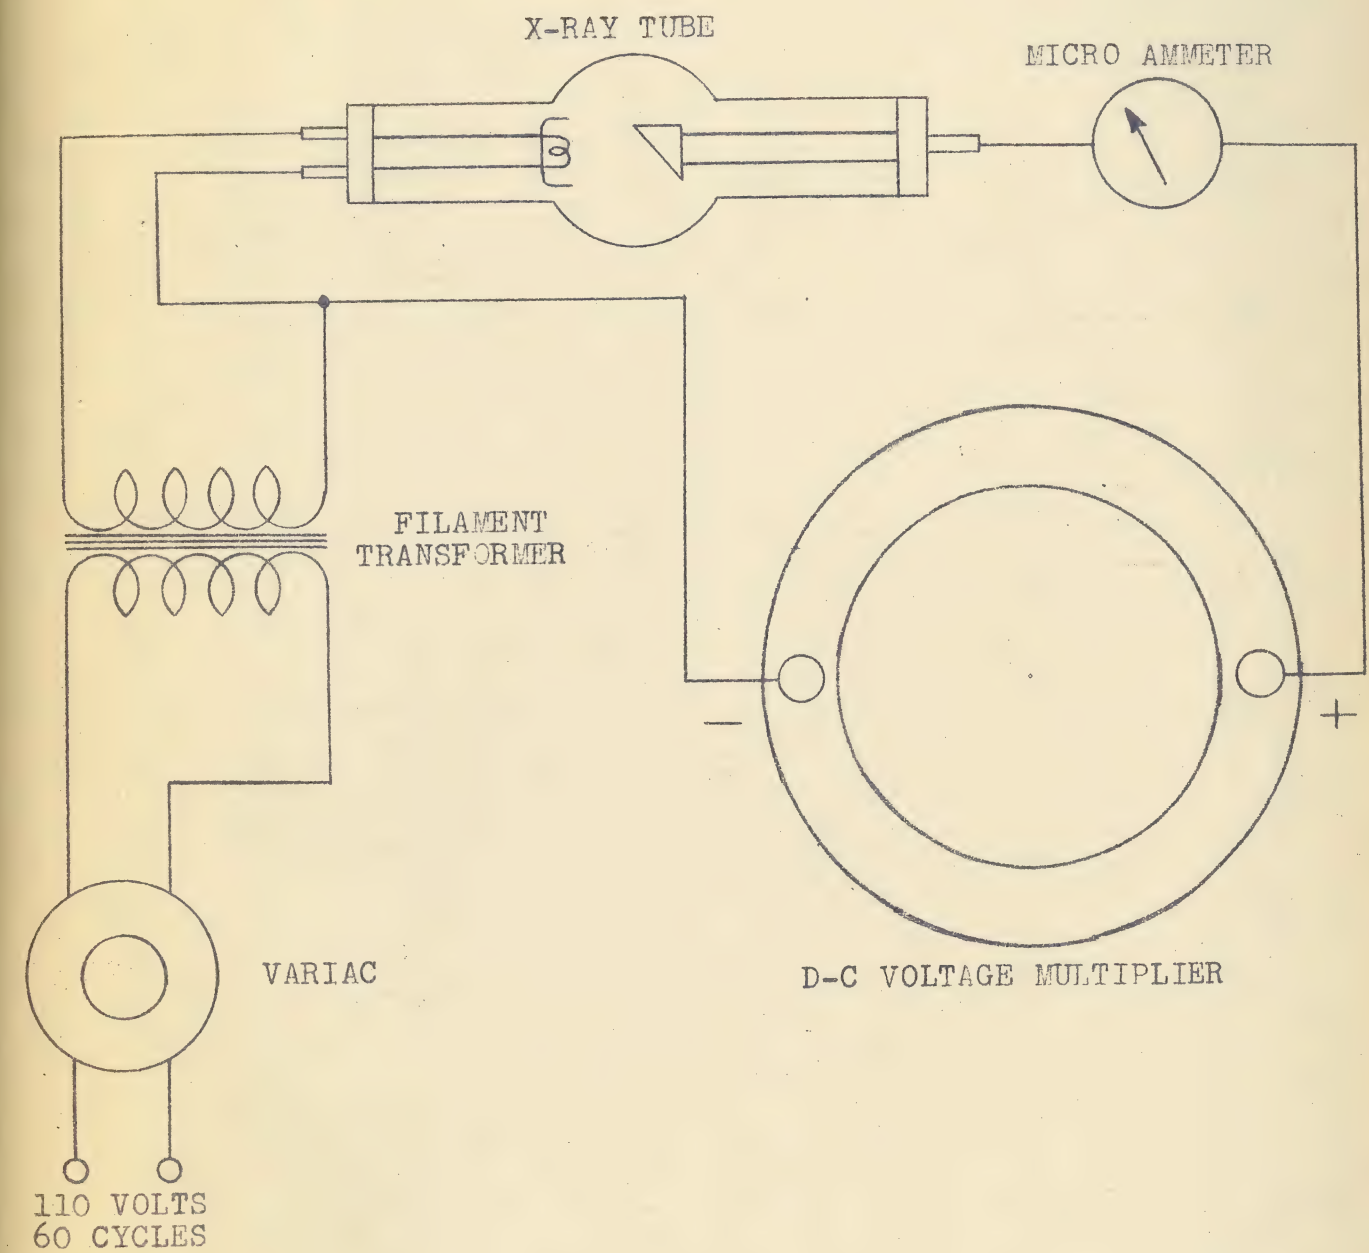 X-RAY TUBE
MICRO AMMETER
FILAMENT
TRANSFORMER
−
+
VARIAC
D-C VOLTAGE MULTIPLIER
110 VOLTS
60 CYCLES